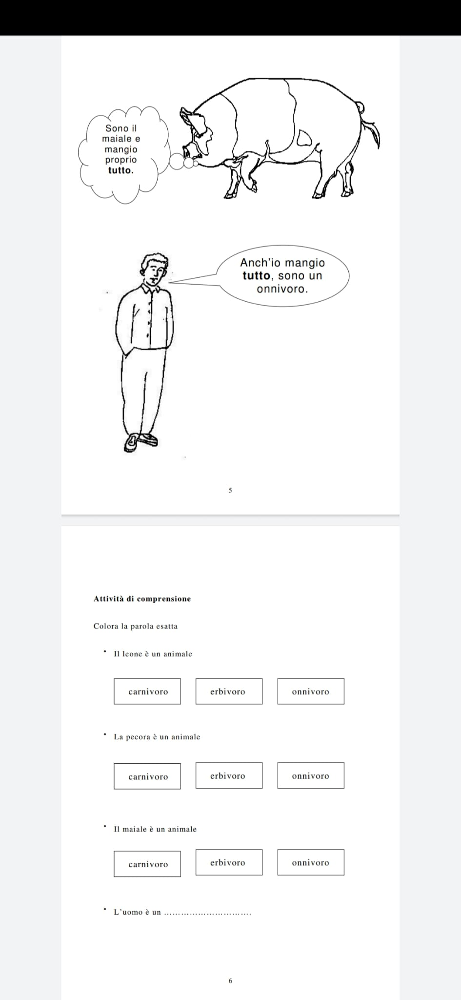 Sono il
maiale e
mangio
proprio
tutto.
Anch'io mangio
tutto, sono un
onnivoro.
5
Attività di comprensione
Colora la parola esatta
• Il leone è un animale
carnivoro erbivoro onnivoro
• La pecora è un animale
carnivoro erbivoro onnivoro
• Il maiale è un animale
carnivoro erbivoro onnivoro
• L'uomo è un ...............................
6